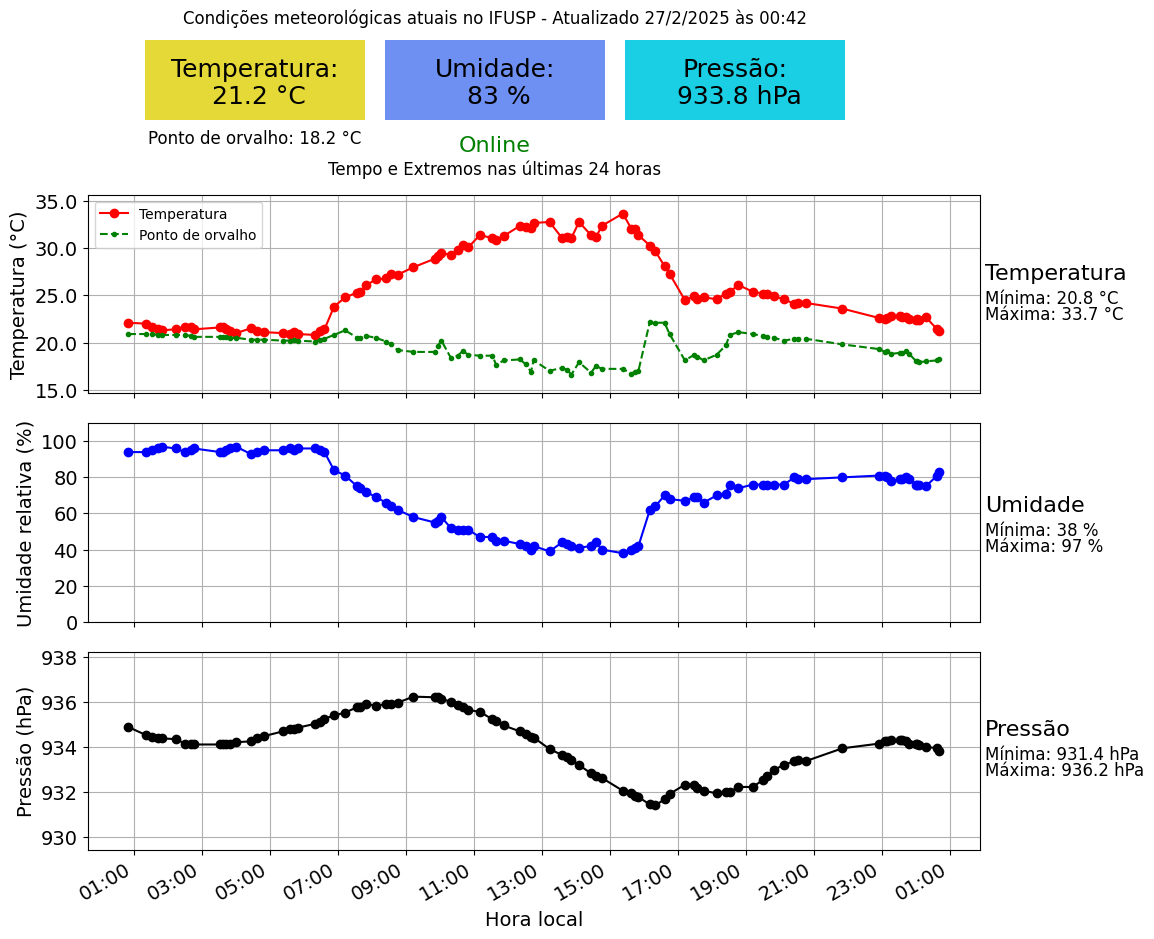 Condições meteorológicas atuais no IFUSP - Atualizado 27/2/2025 às 00:42
Temperatura:
21.2 °C
Umidade:
83 %
Pressão:
933.8 hPa
Ponto de orvalho: 18.2 °C
Online
Tempo e Extremos nas últimas 24 horas
Temperatura (°C)
35.0
30.0
25.0
20.0
15.0
Temperatura
Ponto de orvalho
Temperatura
Mínima: 20.8 °C
Máxima: 33.7 °C
Umidade relativa (%)
100
80
60
40
20
0
Umidade
Mínima: 38 %
Máxima: 97 %
Pressão (hPa)
938
936
934
932
930
Pressão
Mínima: 931.4 hPa
Máxima: 936.2 hPa
01:00 03:00 05:00 07:00 09:00 11:00 13:00 15:00 17:00 19:00 21:00 23:00 01:00
Hora local